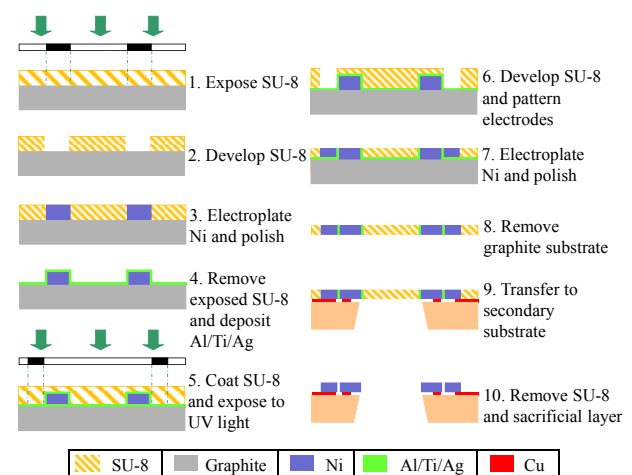 1. Expose SU-8
2. Develop SU-8
3. Electroplate
Ni and polish
4. Remove
exposed SU-8
and deposit
Al/Ti/Ag
5. Coat SU-8
and expose to
UV light
6. Develop SU-8
and pattern
electrodes
7. Electroplate
Ni and polish
8. Remove
graphite substrate
9. Transfer to
secondary
substrate
10. Remove SU-8
and sacrificial layer
SU-8 Graphite Ni Al/Ti/Ag Cu